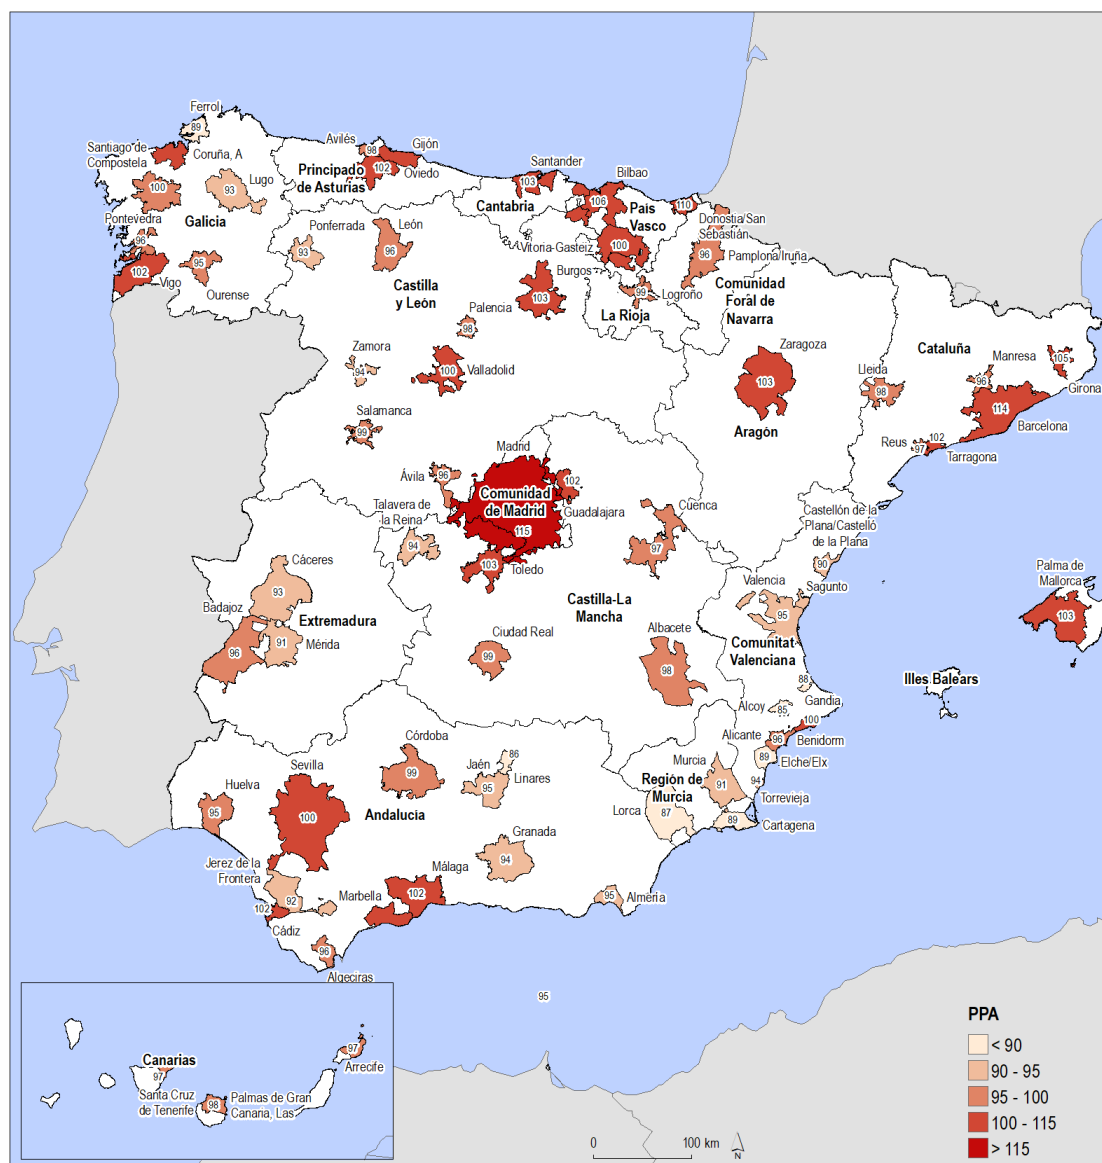 Ferrol
89
Santiago de
Compostela
Coruña, A
Lugo
100
93
Galicia
Pontevedra
96
102
Vigo
95
Ourense
Avilés
98
Gijón
Principado
de Asturias
102
Oviedo
Santander
103
Cantabria
Bilbao
106
País
Vasco
110
Donostia/San
Sebastián
Ponferrada
93
León
96
Vitoria-Gasteiz
100
96
Pamplona/Iruña
Castilla
y León
Burgos
103
99
Logroño
La Rioja
Comunidad
Foral de
Navarra
Palencia
98
Zamora
94
100
Valladolid
Salamanca
99
Zaragoza
103
Aragón
Cataluña
Lleida
98
Manresa
96
105
Girona
114
Barcelona
Reus
97
102
Tarragona
Madrid
Ávila
96
Comunidad
de Madrid
115
102
Guadalajara
Talavera de
la Reina
94
103
Toledo
Cuenca
97
Castellón de la
Plana/Castelló
de la Plana
90
Sagunto
Valencia
95
Comunitat
Valenciana
Palma de
Mallorca
103
Illes Balears
Cáceres
93
Badajoz
Extremadura
96
91
Mérida
Castilla-La
Mancha
Ciudad Real
99
Albacete
98
88
Gandia
Alcoy
85
100
Alicante
96
Benidorm
89
Elche/Elx
94
Torrevieja
Murcia
91
Región de
Murcia
Lorca
87
89
Cartagena
Córdoba
99
86
Jaén
95
Linares
Huelva
95
Sevilla
100
Andalucía
Granada
94
Jerez de la
Frontera
92
102
Cádiz
Marbella
Málaga
102
95
Almería
96
Algeciras
95
Canarias
97
Santa Cruz
de Tenerife
98
Palmas de Gran
Canaria, Las
97
Arrecife
PPA
< 90
90 - 95
95 - 100
100 - 115
> 115
0 100 km
N